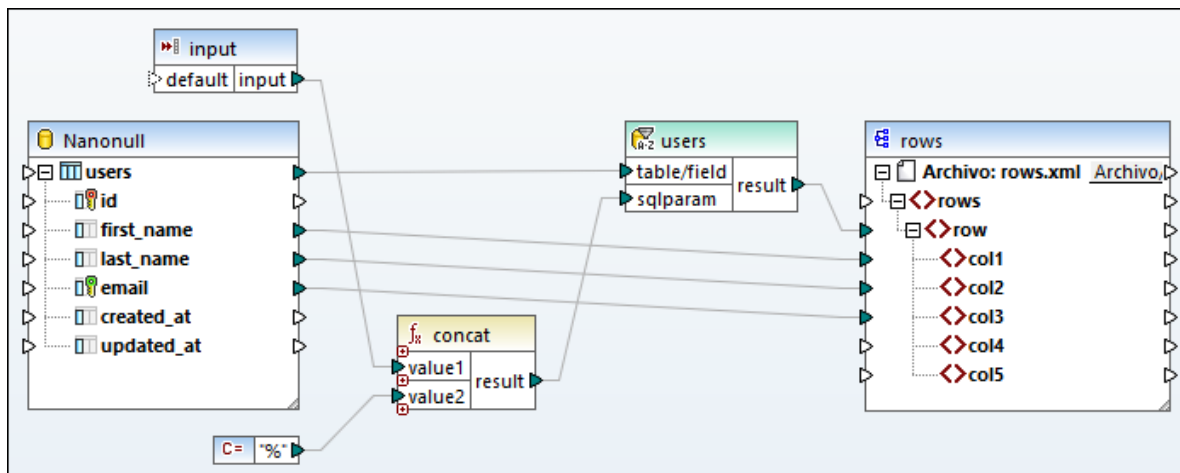 input
default input
Nanonull
users
id
first_name
last_name
email
created_at
updated_at
users
table/field
result
sqlparam
rows
Archivo: rows.xml Archivo/
rows
row
col1
col2
col3
col4
col5
concat
value1
result
value2
C= "%"